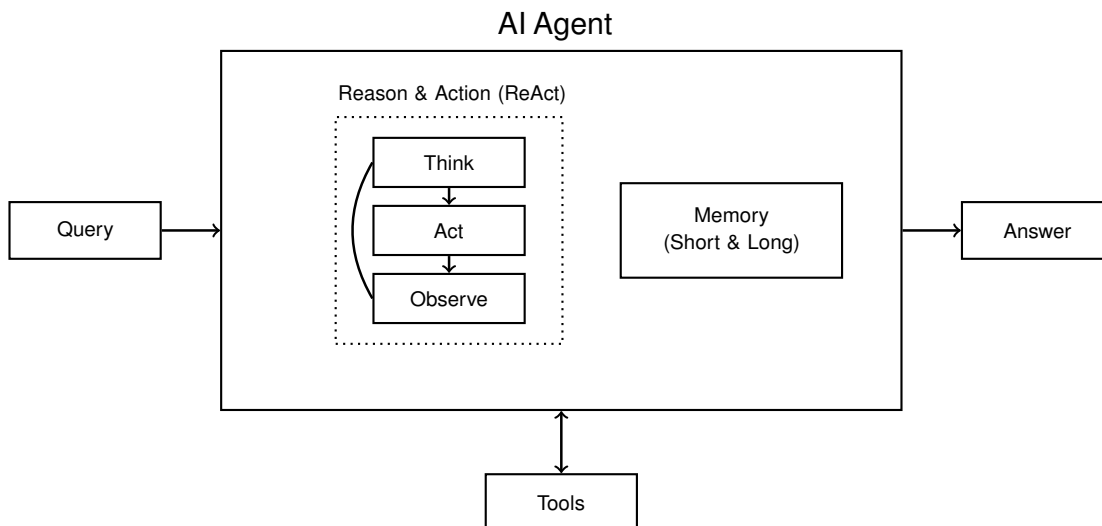 AI Agent
Reason & Action (ReAct)
Think
Act
Observe
Memory
(Short & Long)
Query
Answer
Tools